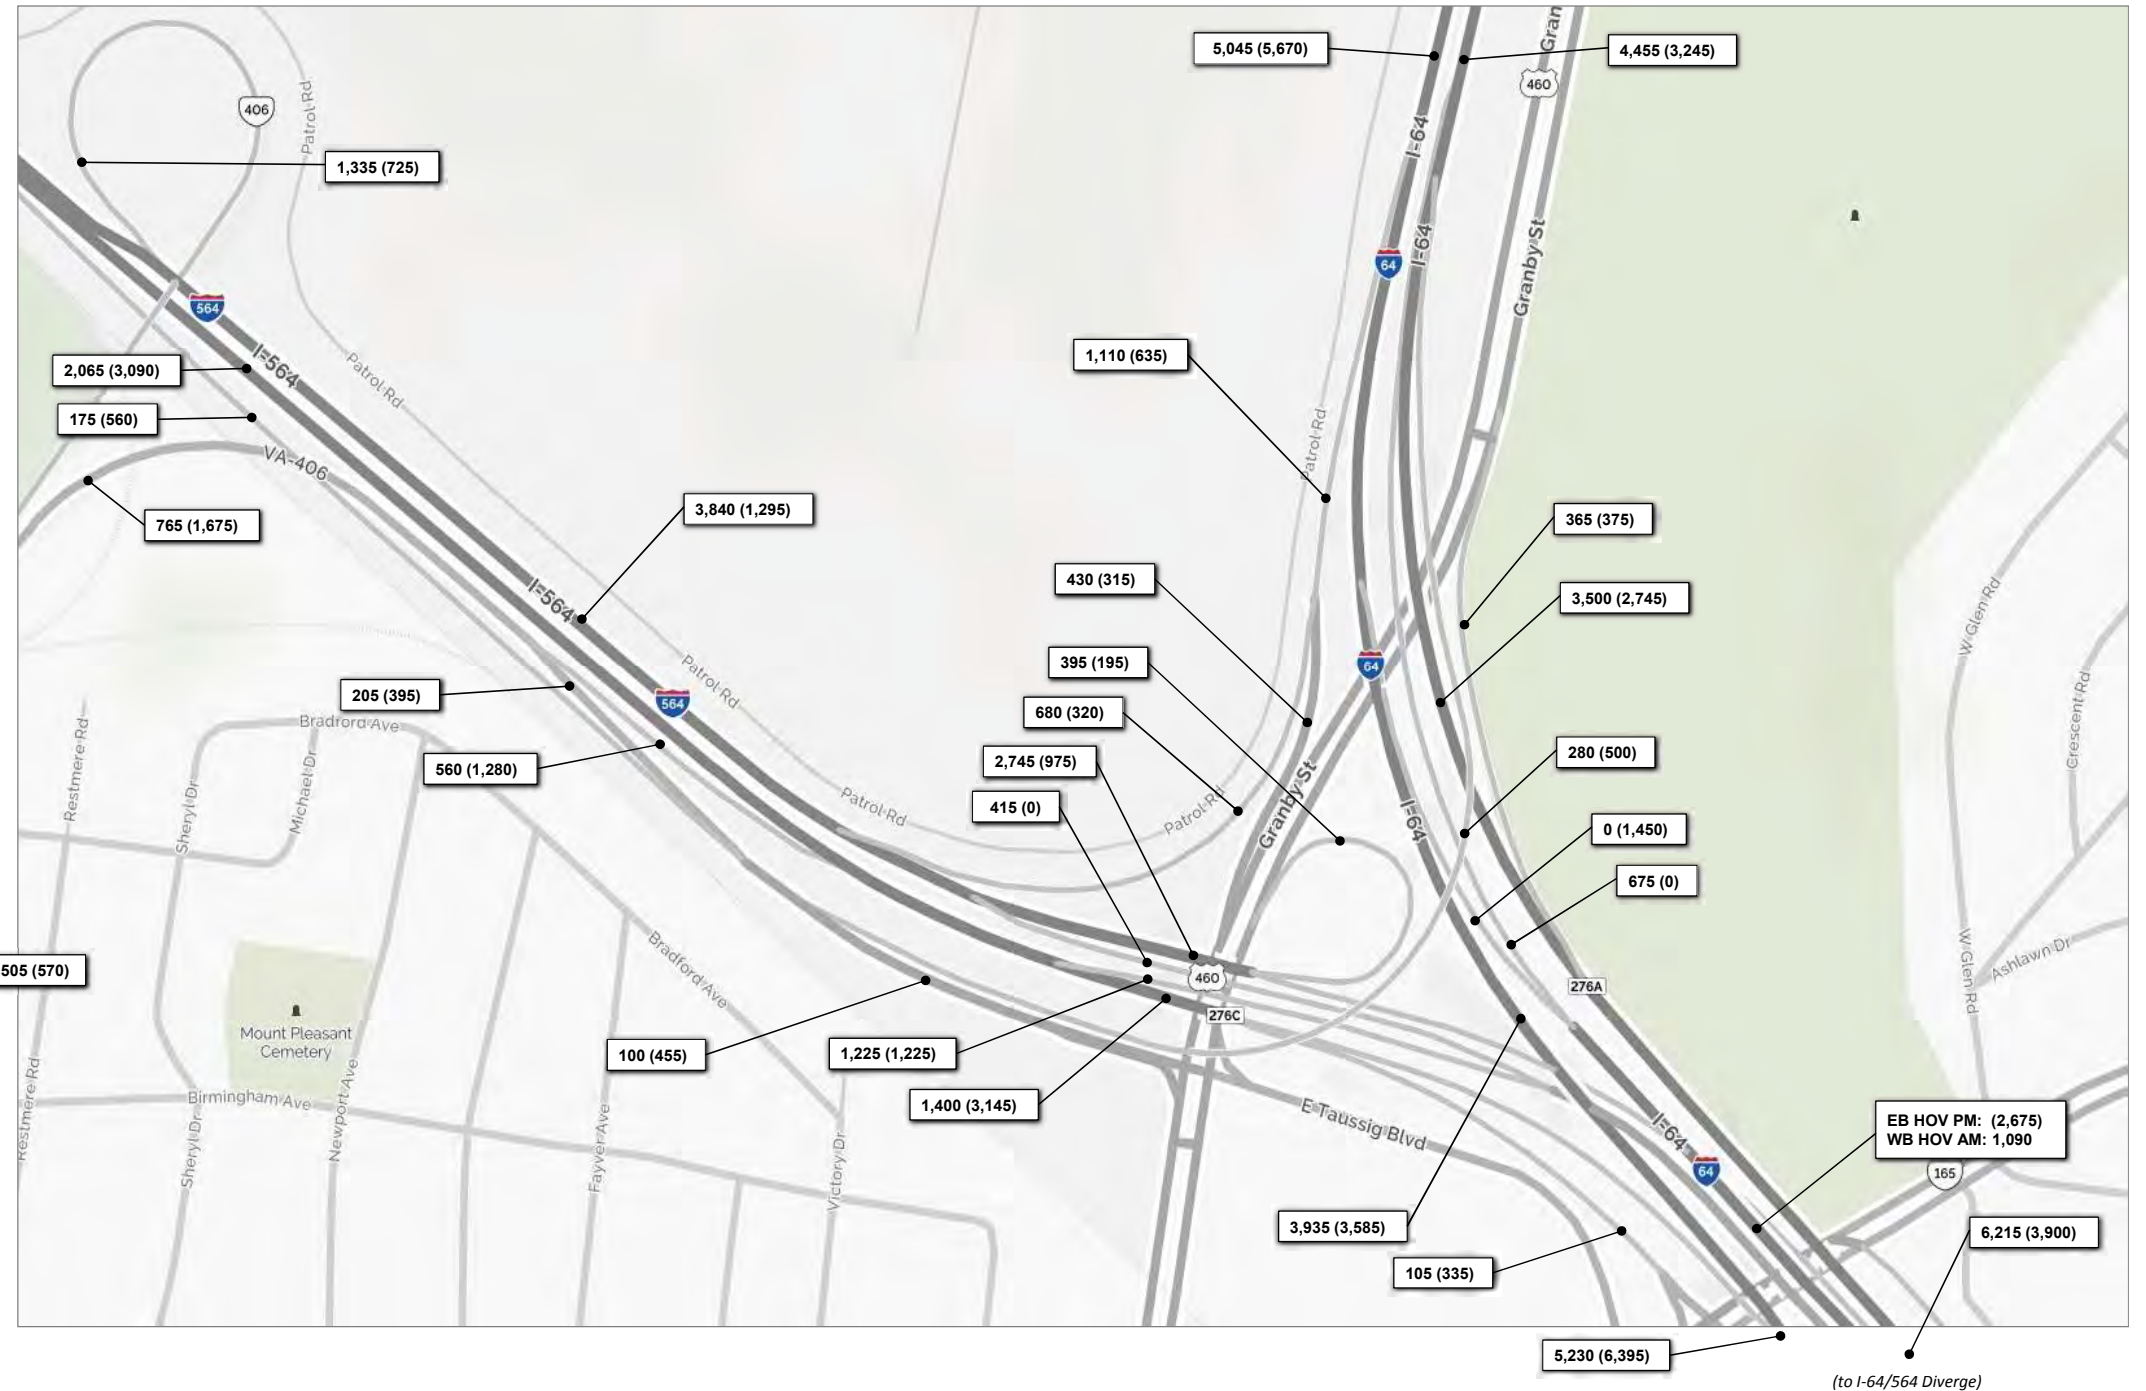 5,045 (5,670)
4,455 (3,245)
Gran
460
406
Patrol Rd
1,335 (725)
I-64
I-64
64
Granby St
564
I-564
2,065 (3,090)
Patrol Rd
1,110 (635)
175 (560)
VA-406
Patrol Rd
765 (1,675)
3,840 (1,295)
365 (375)
I-564
430 (315)
3,500 (2,745)
W Glen Rd
395 (195)
64
205 (395)
564
Patrol Rd
680 (320)
Crescent Rd
Restmere Rd
Bradford Ave
Michael Dr
Sheryl Dr
560 (1,280)
2,745 (975)
280 (500)
415 (0)
Patrol Rd
Patrol Rd
Granby St
I-64
0 (1,450)
675 (0)
505 (570)
Bradford Ave
460
276A
276C
W Glen Rd
Ashlawn Dr
Mount Pleasant
Cemetery
100 (455)
1,225 (1,225)
1,400 (3,145)
Restmere Rd
Birmingham Ave
Sheryl Dr
Newport Ave
Fayver Ave
Victory Dr
E Taussig Blvd
I-64
64
EB HOV PM: (2,675)
WB HOV AM: 1,090
165
3,935 (3,585)
105 (335)
6,215 (3,900)
5,230 (6,395)
(to I-64/564 Diverge)